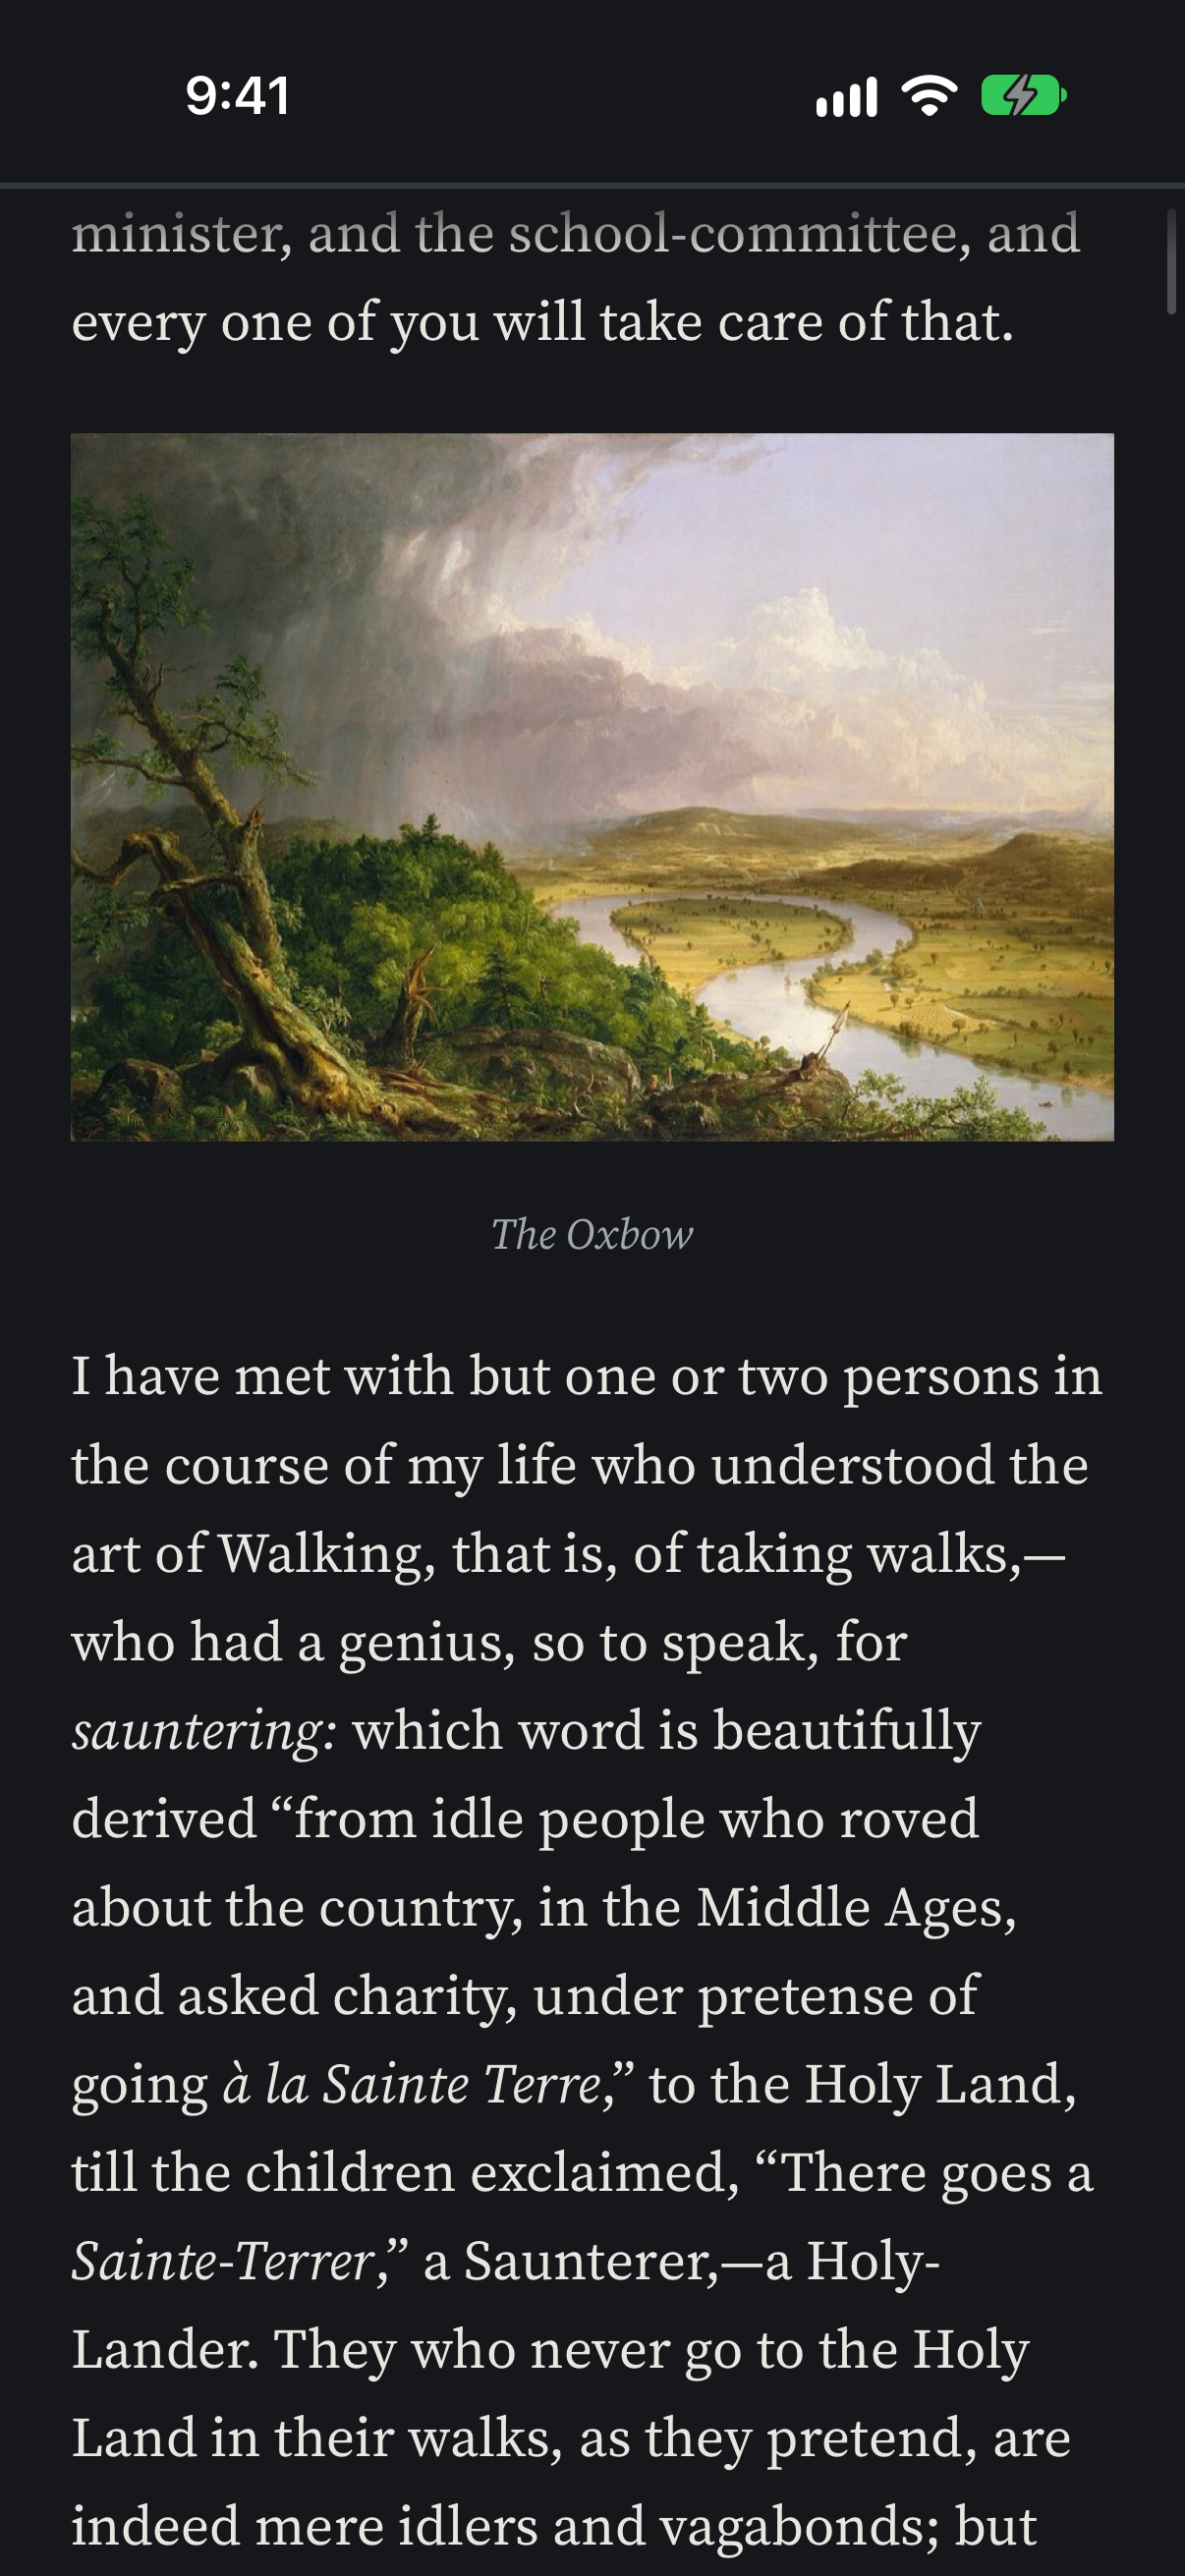 9:41
minister, and the school-committee, and
every one of you will take care of that.
The Oxbow
I have met with but one or two persons in
the course of my life who understood the
art of Walking, that is, of taking walks,—
who had a genius, so to speak, for
sauntering: which word is beautifully
derived “from idle people who roved
about the country, in the Middle Ages,
and asked charity, under pretense of
going à la Sainte Terre,” to the Holy Land,
till the children exclaimed, “There goes a
Sainte-Terrer,” a Saunterer,—a Holy-
Lander. They who never go to the Holy
Land in their walks, as they pretend, are
indeed mere idlers and vagabonds; but